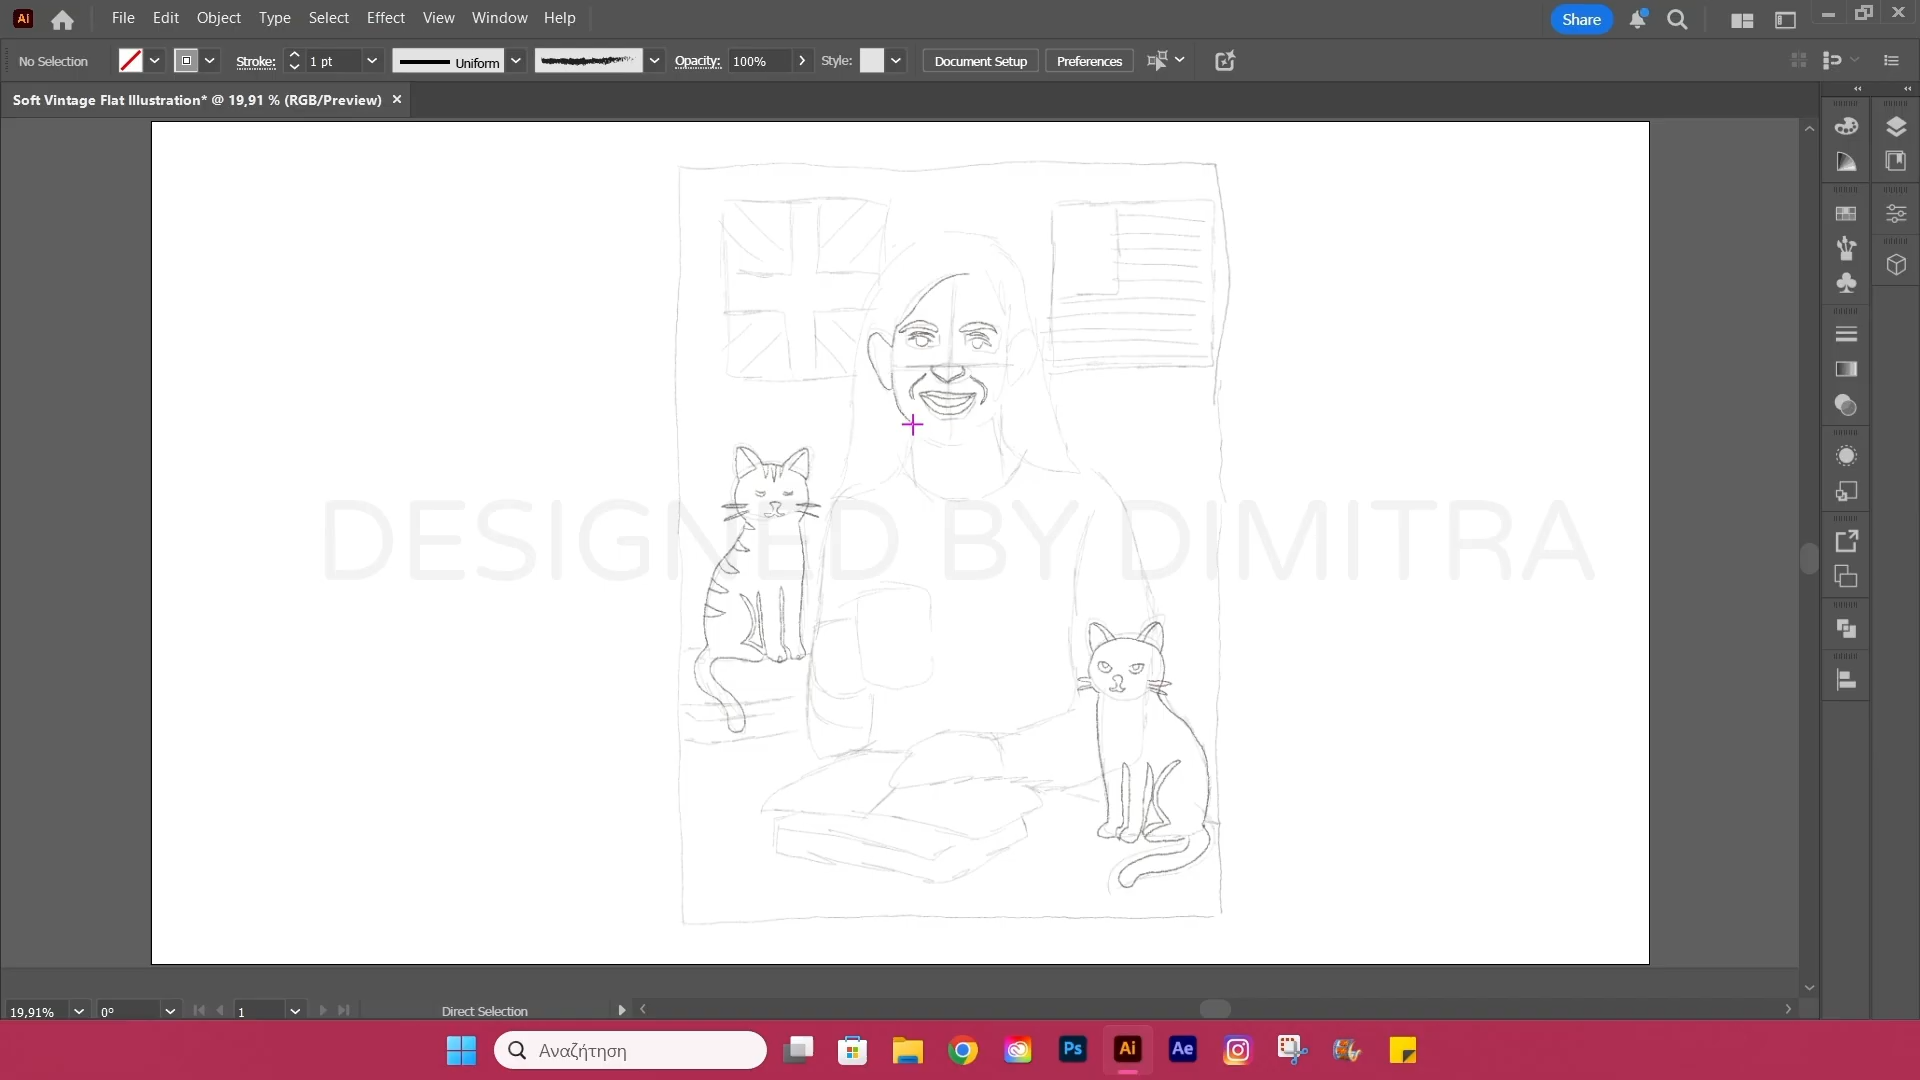 Ai File Edit Object Type Select Effect View Window Help Share
No Selection Stroke: 1 pt Uniform Opacity: 100% Style: Document Setup Preferences
Soft Vintage Flat Illustration* @ 19,91 % (RGB/Preview) ×
DESIGNED BY DIMITRA
19,91% 0° 1 Direct Selection
Αναζήτηση Ps Ai Ae